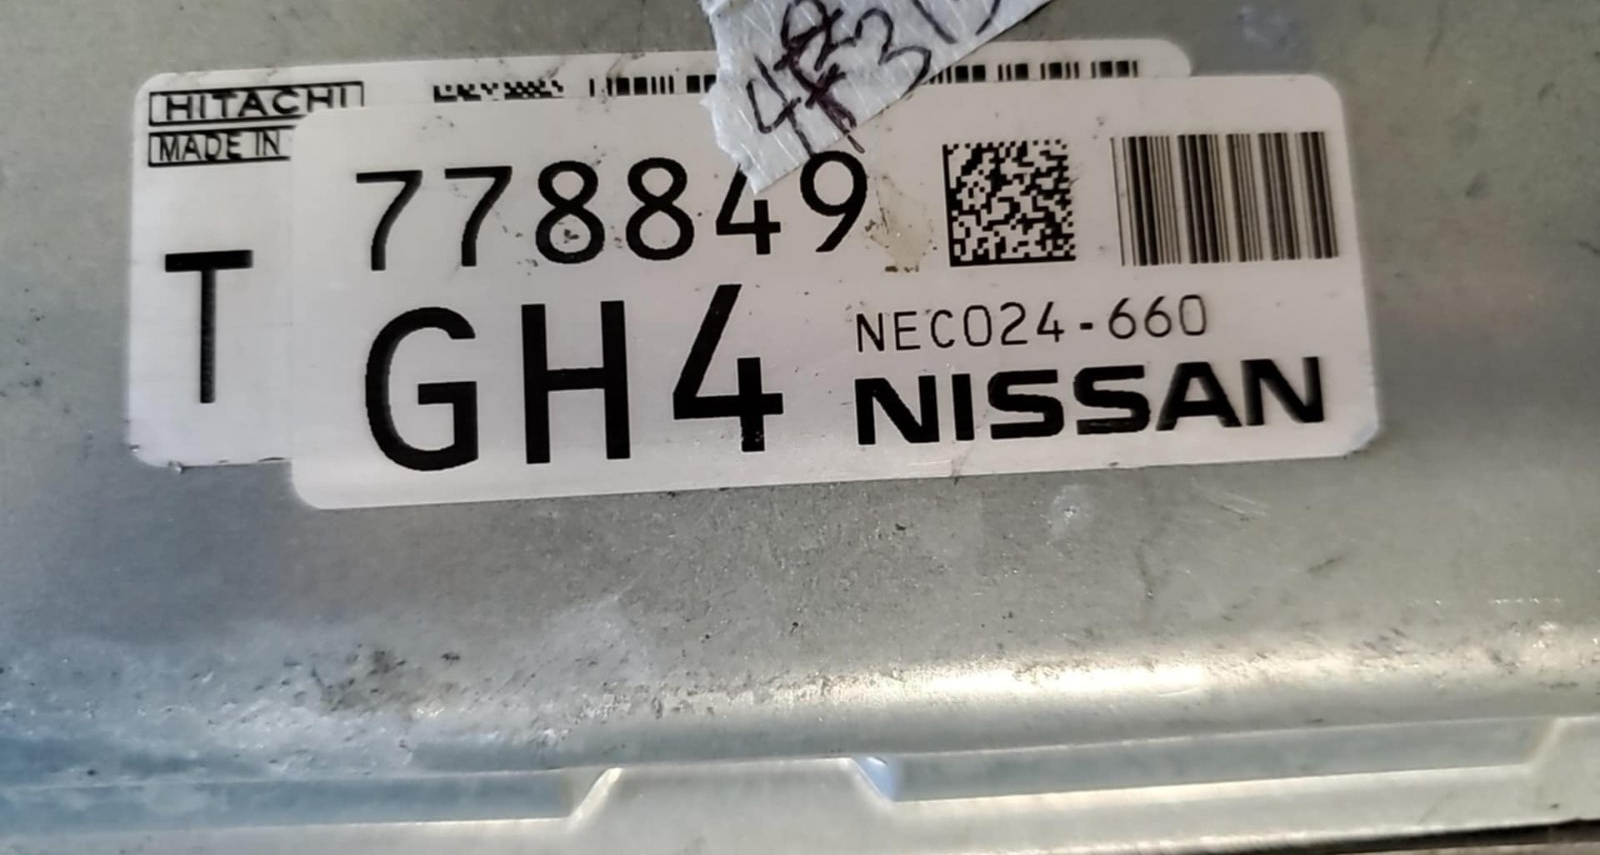 HITACHI
MADE IN
T
778849
GH4
NEC024-660
NISSAN